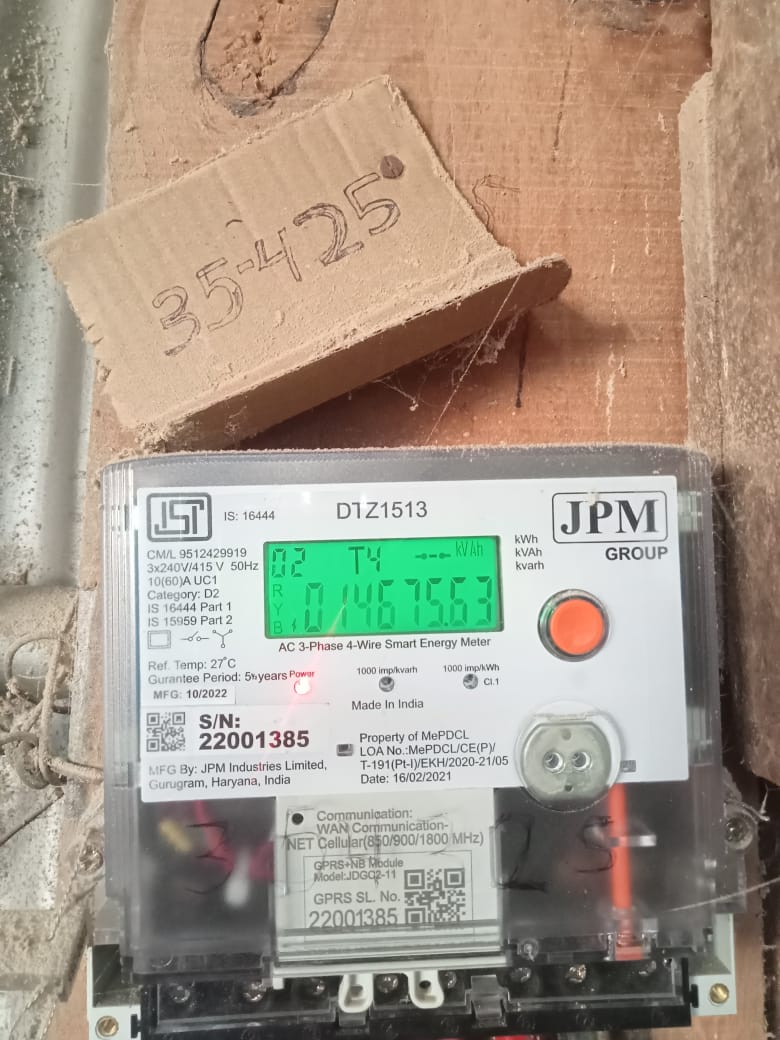 35-425
IS: 16444
DTZ1513
JPM
GROUP
CM/L 9512429919
3x240V/415 V 50Hz
10(60)A UC1
Category: D2
IS 16444 Part 1
IS 15959 Part 2
02 T4 kVAh
R
Y
B
014675.63
kWh
kVAh
kvarh
AC 3-Phase 4-Wire Smart Energy Meter
Ref. Temp: 27°C
Gurantee Period: 5½ years
MFG: 10/2022
Power
1000 imp/kvarh
1000 imp/kWh
Cl.1
Made In India
S/N:
22001385
MFG By: JPM Industries Limited,
Gurugram, Haryana, India
Property of MePDCL
LOA No.:MePDCL/CE(P)/
T-191(Pt-I)/EKH/2020-21/05
Date: 16/02/2021
Communication:
WAN Communication-
NET Cellular(850/900/1800 MHz)
GPRS+NB Module
Model:JDGC2-11
GPRS SL. No.
22001385